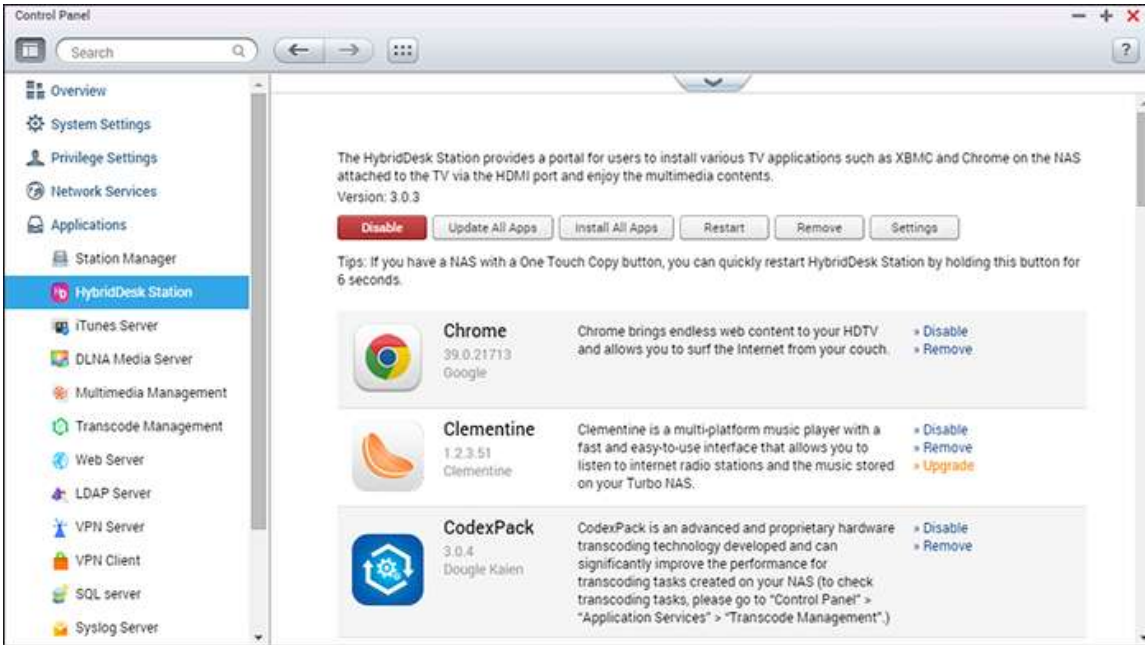 Control Panel
Search
?
Overview
System Settings
Privilege Settings
Network Services
Applications
Station Manager
HybridDesk Station
iTunes Server
DLNA Media Server
Multimedia Management
Transcode Management
Web Server
LDAP Server
VPN Server
VPN Client
SQL server
Syslog Server
The HybridDesk Station provides a portal for users to install various TV applications such as XBMC and Chrome on the NAS
attached to the TV via the HDMI port and enjoy the multimedia contents.
Version: 3.0.3
Disable
Update All Apps
Install All Apps
Restart
Remove
Settings
Tips: If you have a NAS with a One Touch Copy button, you can quickly restart HybridDesk Station by holding this button for
6 seconds.
Chrome
39.0.21713
Google
Chrome brings endless web content to your HDTV
and allows you to surf the Internet from your couch.
» Disable
» Remove
Clementine
1.2.3.51
Clementine
Clementine is a multi-platform music player with a
fast and easy-to-use interface that allows you to
listen to internet radio stations and the music stored
on your Turbo NAS.
» Disable
» Remove
» Upgrade
CodexPack
3.0.4
Dougle Kaien
CodexPack is an advanced and proprietary hardware
transcoding technology developed and can
significantly improve the performance for
transcoding tasks created on your NAS (to check
transcoding tasks, please go to "Control Panel" >
"Application Services" > "Transcode Management".)
» Disable
» Remove